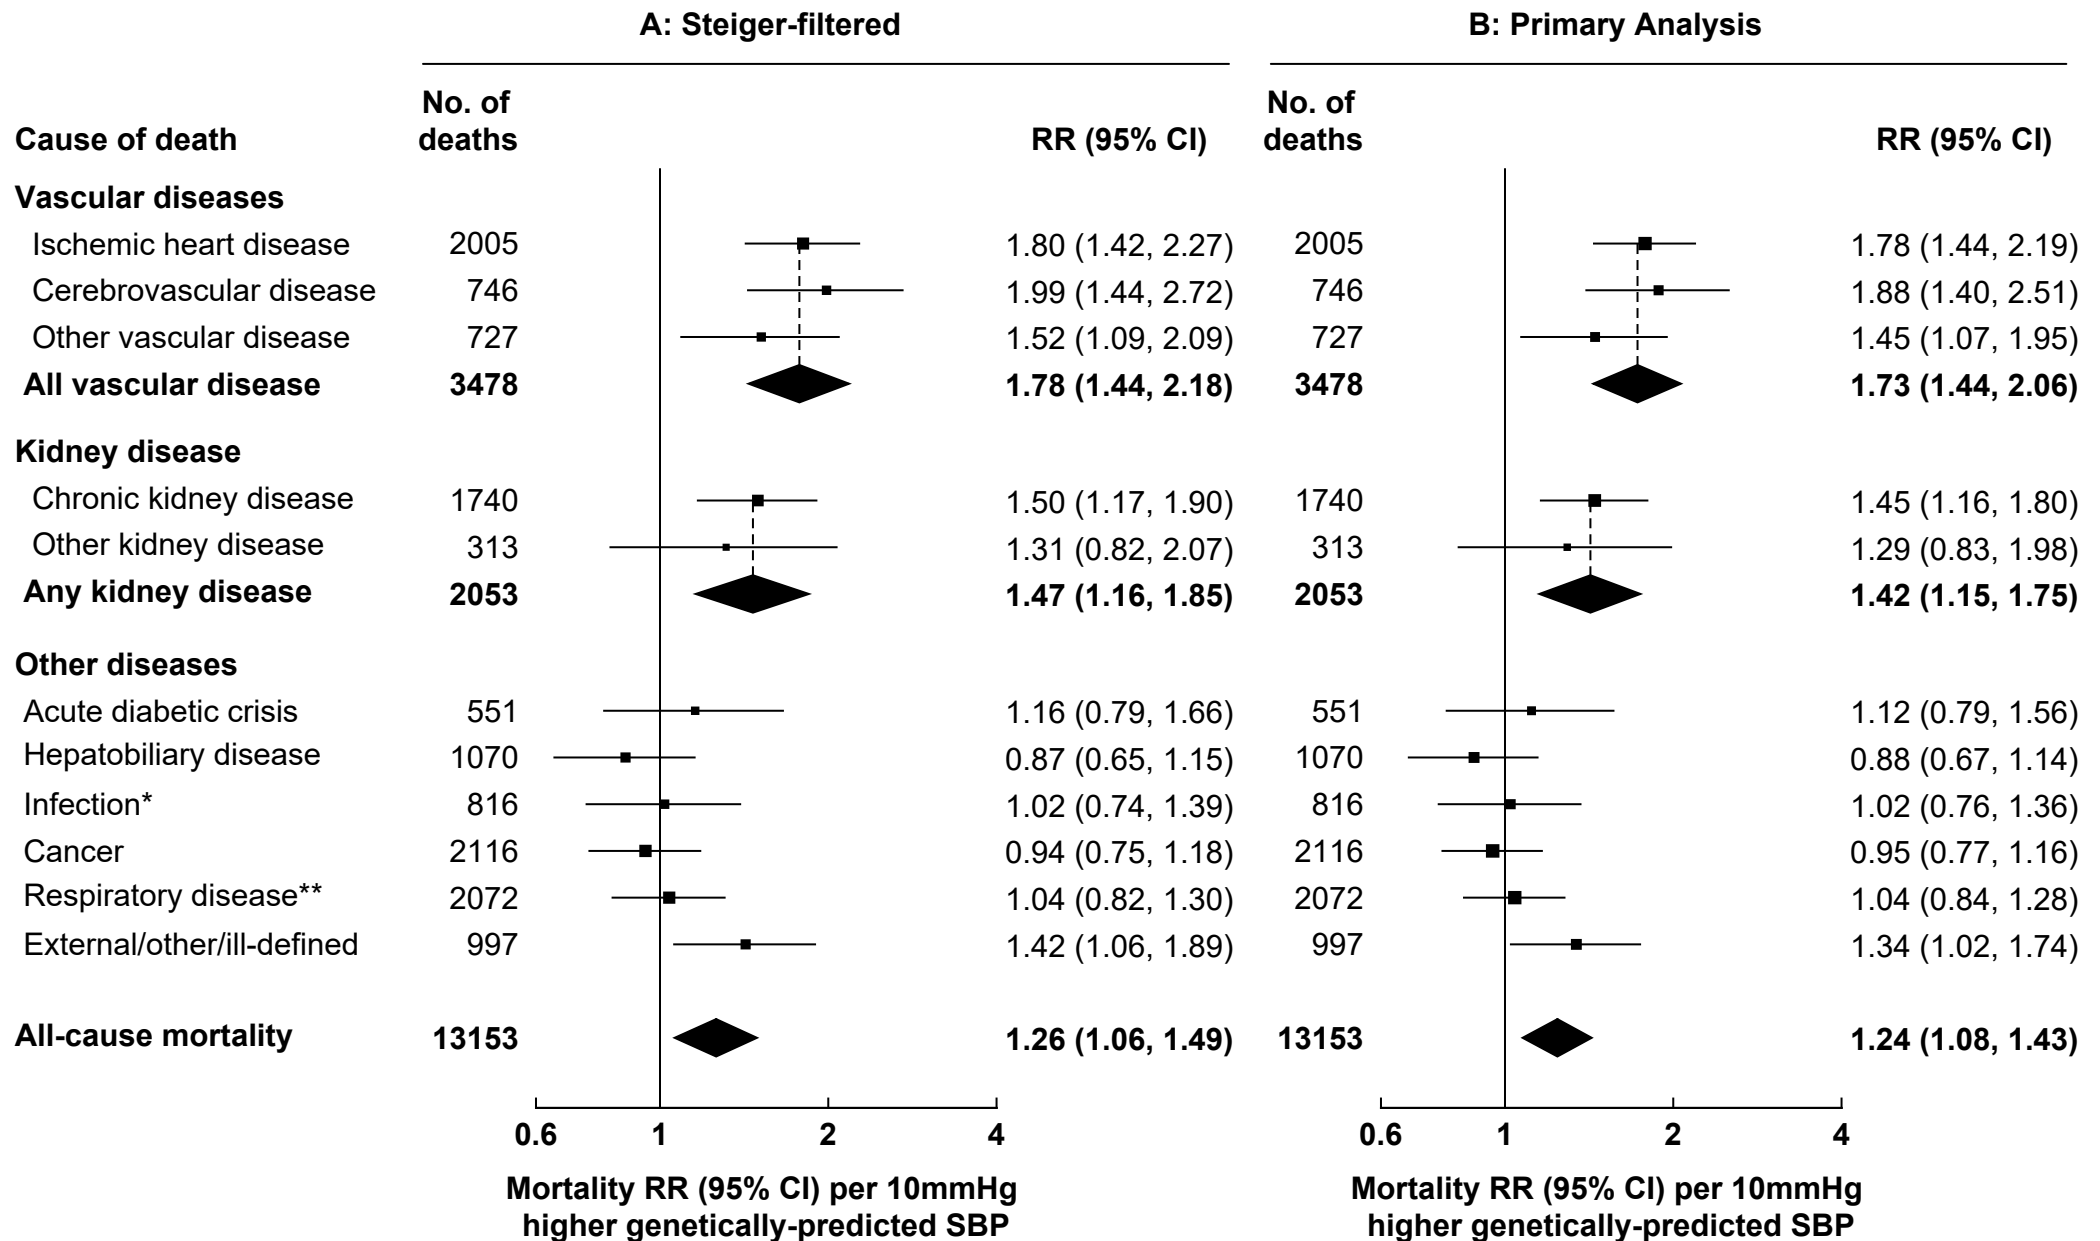 A: Steiger-filtered B: Primary Analysis
No. of No. of
Cause of death deaths RR (95% CI) deaths RR (95% CI)
Vascular diseases
Ischemic heart disease 2005 1.80 (1.42, 2.27) 2005 1.78 (1.44, 2.19)
Cerebrovascular disease 746 1.99 (1.44, 2.72) 746 1.88 (1.40, 2.51)
Other vascular disease 727 1.52 (1.09, 2.09) 727 1.45 (1.07, 1.95)
All vascular disease 3478 1.78 (1.44, 2.18) 3478 1.73 (1.44, 2.06)
Kidney disease
Chronic kidney disease 1740 1.50 (1.17, 1.90) 1740 1.45 (1.16, 1.80)
Other kidney disease 313 1.31 (0.82, 2.07) 313 1.29 (0.83, 1.98)
Any kidney disease 2053 1.47 (1.16, 1.85) 2053 1.42 (1.15, 1.75)
Other diseases
Acute diabetic crisis 551 1.16 (0.79, 1.66) 551 1.12 (0.79, 1.56)
Hepatobiliary disease 1070 0.87 (0.65, 1.15) 1070 0.88 (0.67, 1.14)
Infection* 816 1.02 (0.74, 1.39) 816 1.02 (0.76, 1.36)
Cancer 2116 0.94 (0.75, 1.18) 2116 0.95 (0.77, 1.16)
Respiratory disease** 2072 1.04 (0.82, 1.30) 2072 1.04 (0.84, 1.28)
External/other/ill-defined 997 1.42 (1.06, 1.89) 997 1.34 (1.02, 1.74)
All-cause mortality 13153 1.26 (1.06, 1.49) 13153 1.24 (1.08, 1.43)
0.6 1 2 4 0.6 1 2 4
Mortality RR (95% CI) per 10mmHg Mortality RR (95% CI) per 10mmHg
higher genetically-predicted SBP higher genetically-predicted SBP